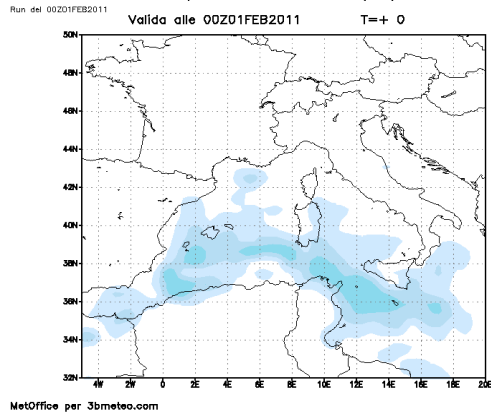 Run del 00Z01FEB2011
Valida alle 00Z01FEB2011 T=+ 0
50N
48N
46N
44N
42N
40N
38N
36N
34N
32N
4W 2W 0 2E 4E 6E 8E 10E 12E 14E 16E 18E 20E
MetOffice per 3bmeteo.com